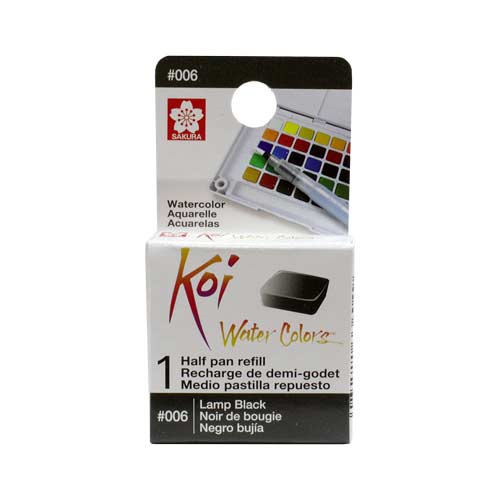 #006
SAKURA
Watercolor
Aquarelle
Acuarelas
Koi
Water Colors
1 Half pan refill
Recharge de demi-godet
Medio pastilla repuesto
#006
Lamp Black
Noir de bougie
Negro bujía